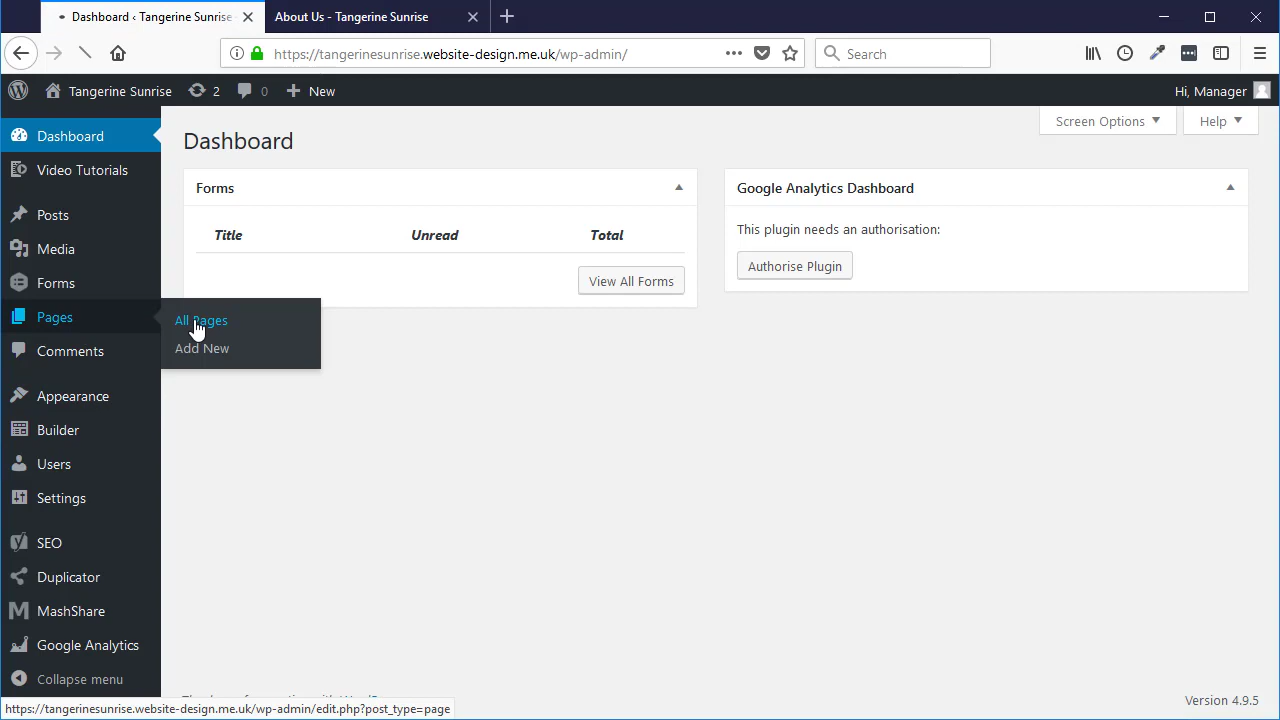 Dashboard ‹ Tangerine Sunrise
About Us - Tangerine Sunrise
https://tangerinesunrise.website-design.me.uk/wp-admin/
Search
Tangerine Sunrise
2
0
New
Hi, Manager
Dashboard
Video Tutorials
Posts
Media
Forms
Pages
Comments
Appearance
Builder
Users
Settings
SEO
Duplicator
MashShare
Google Analytics
Collapse menu
All Pages
Add New
Screen Options
Help
Dashboard
Forms
Title Unread Total
View All Forms
Google Analytics Dashboard
This plugin needs an authorisation:
Authorise Plugin
Version 4.9.5
https://tangerinesunrise.website-design.me.uk/wp-admin/edit.php?post_type=page